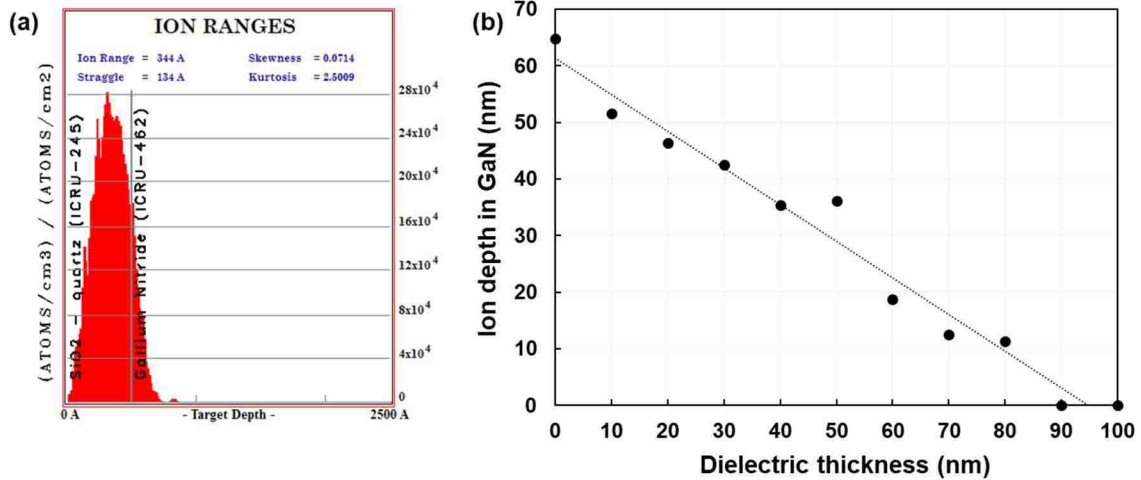 (a)
ION RANGES
Ion Range = 344 A Skewness = 0.0714
Straggle = 134 A Kurtosis = 2.5009
(ATOMS/cm3) / (ATOMS/cm2)
SiO2 - quartz (ICRU-245)
Gallium Nitride (ICRU-462)
28x10^4
24x10^4
20x10^4
16x10^4
12x10^4
8x10^4
4x10^4
0
0 A - Target Depth - 2500 A
(b)
Ion depth in GaN (nm)
70
60
50
40
30
20
10
0
0 10 20 30 40 50 60 70 80 90 100
Dielectric thickness (nm)